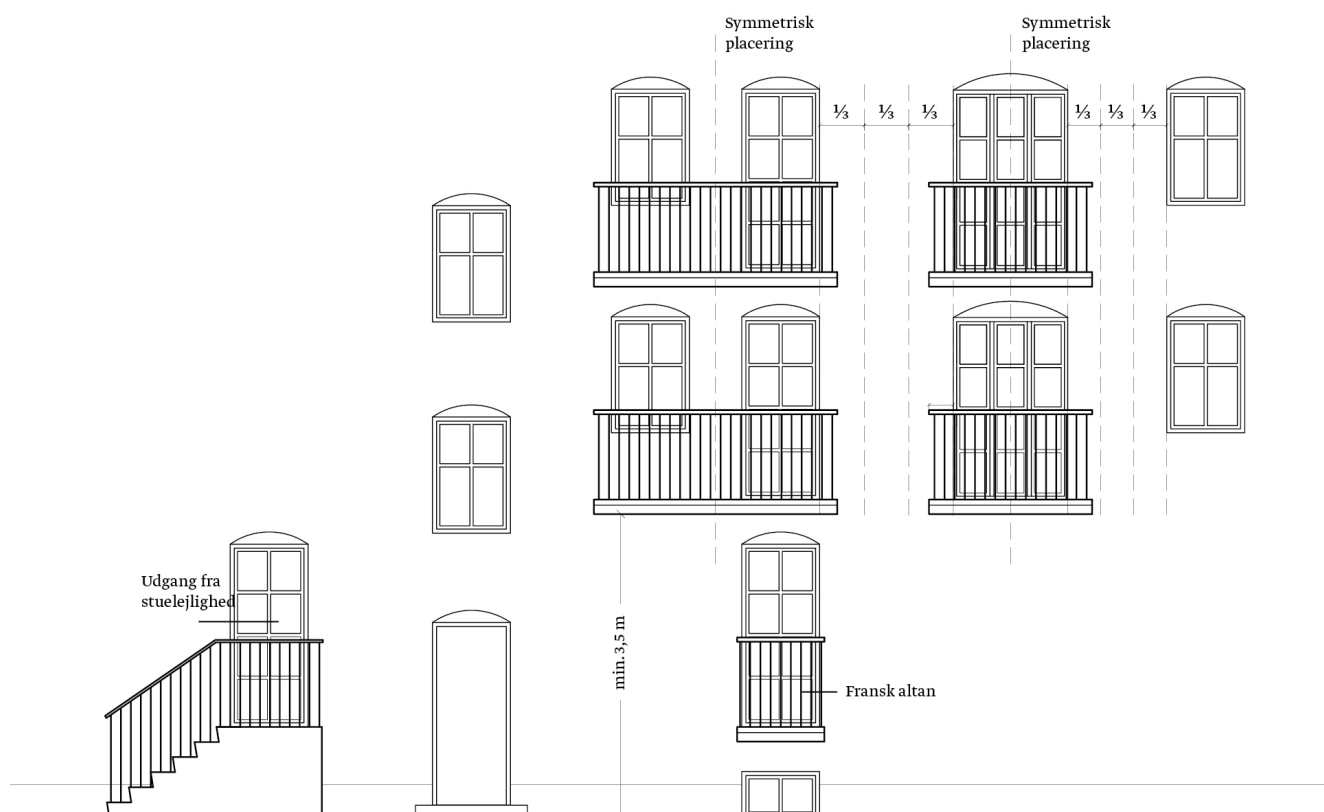 Symmetrisk
placering
Symmetrisk
placering
⅓
⅓
⅓
⅓
⅓
⅓
Udgang fra
stuelejlighed
min. 3,5 m
Fransk altan